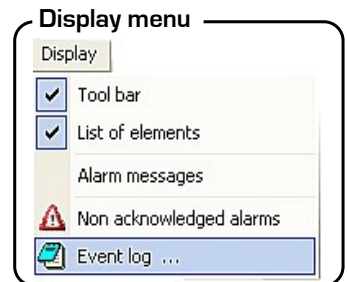 Display menu
Display
Tool bar
List of elements
Alarm messages
Non acknowledged alarms
Event log ...